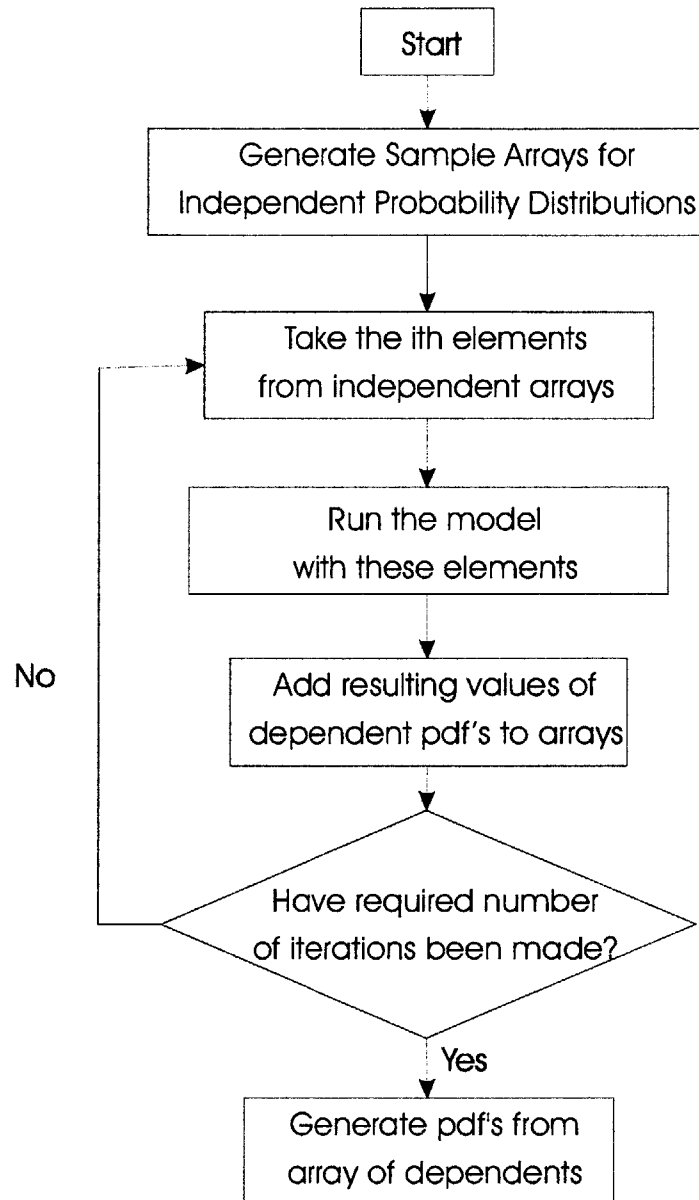 Start
Generate Sample Arrays for
Independent Probability Distributions
Take the ith elements
from independent arrays
Run the model
with these elements
No
Add resulting values of
dependent pdf's to arrays
Have required number
of iterations been made?
Yes
Generate pdf's from
array of dependents